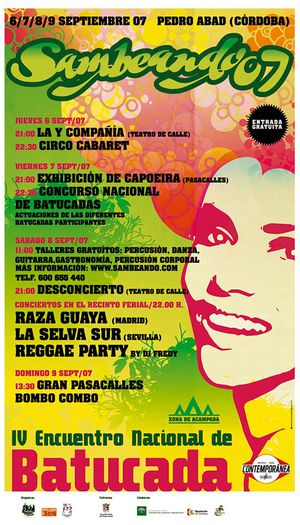 6/7/8/9 SEPTIEMBRE 07 PEDRO ABAD (CÓRDOBA)
Sambeando'07
ENTRADA
GRATUITA
JUEVES 6 SEPT/07
21:00 LA Y COMPAÑÍA (TEATRO DE CALLE)
22:30 CIRCO CABARET
VIERNES 7 SEPT/07
21:00 EXHIBICIÓN DE CAPOEIRA (PASACALLES)
22:30 CONCURSO NACIONAL
DE BATUCADAS
ACTUACIONES DE LAS DIFERENTES
BATUCADAS PARTICIPANTES
SABADO 8 SEPT/07
11:00 TALLERES GRATUÍTOS: PERCUSIÓN, DANZA,
GUITARRA,GASTRONOMÍA, PERCUSIÓN CORPORAL
MÁS INFORMACIÓN: WWW.SAMBEANDO.COM
TELF. 600 655 440
21:00 DESCONCIERTO (TEATRO DE CALLE)
CONCIERTOS EN EL RECINTO FERIAL/22.00 H.
RAZA GUAYA (MADRID)
LA SELVA SUR (SEVILLA)
REGGAE PARTY BY DJ FREDY
DOMINGO 9 SEPT/07
13:30 GRAN PASACALLES
BOMBO COMBO
ZONA DE ACAMPADA
IV Encuentro Nacional de
Batucada
CONTEMPORÁNEA